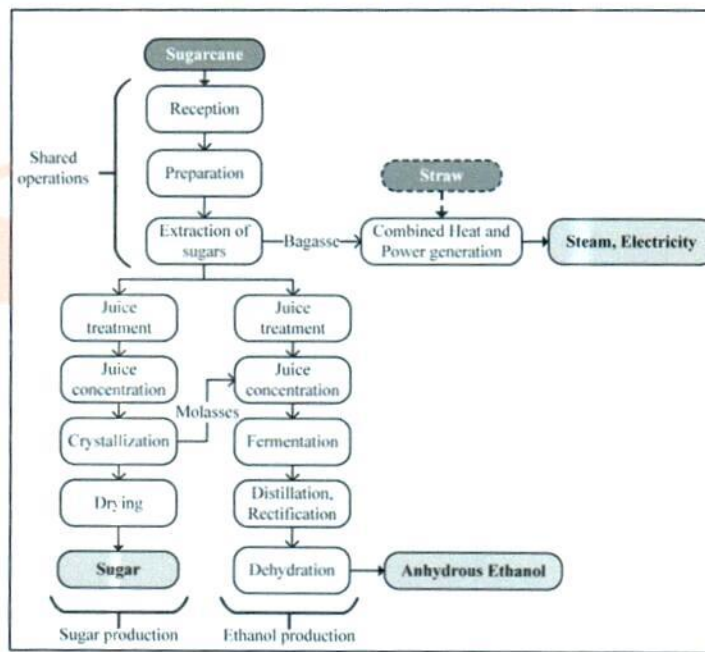 Sugarcane
Reception
Shared
operations
Preparation
Straw
Extraction of
sugars
Bagasse
Combined Heat and
Power generation
Steam, Electricity
Juice
treatment
Juice
treatment
Juice
concentration
Juice
concentration
Molasses
Crystallization
Fermentation
Drying
Distillation,
Rectification
Sugar
Dehydration
Anhydrous Ethanol
Sugar production
Ethanol production